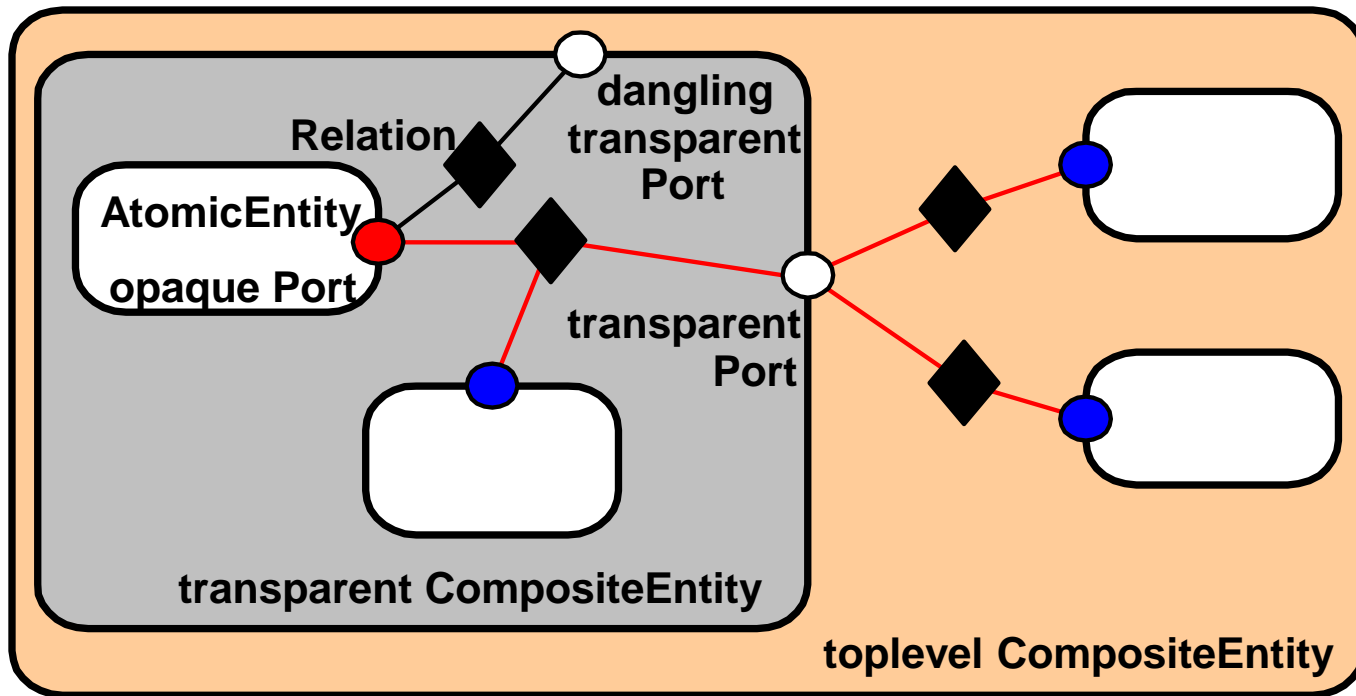 dangling
transparent
Port
Relation
AtomicEntity
opaque Port
transparent
Port
transparent CompositeEntity
toplevel CompositeEntity